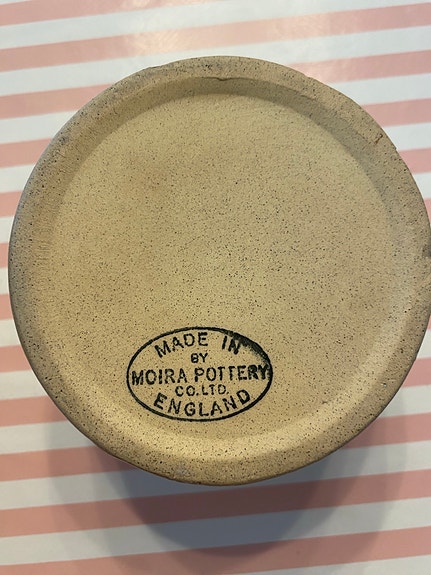 MADE IN
BY
MOIRA POTTERY
CO. LTD.
ENGLAND